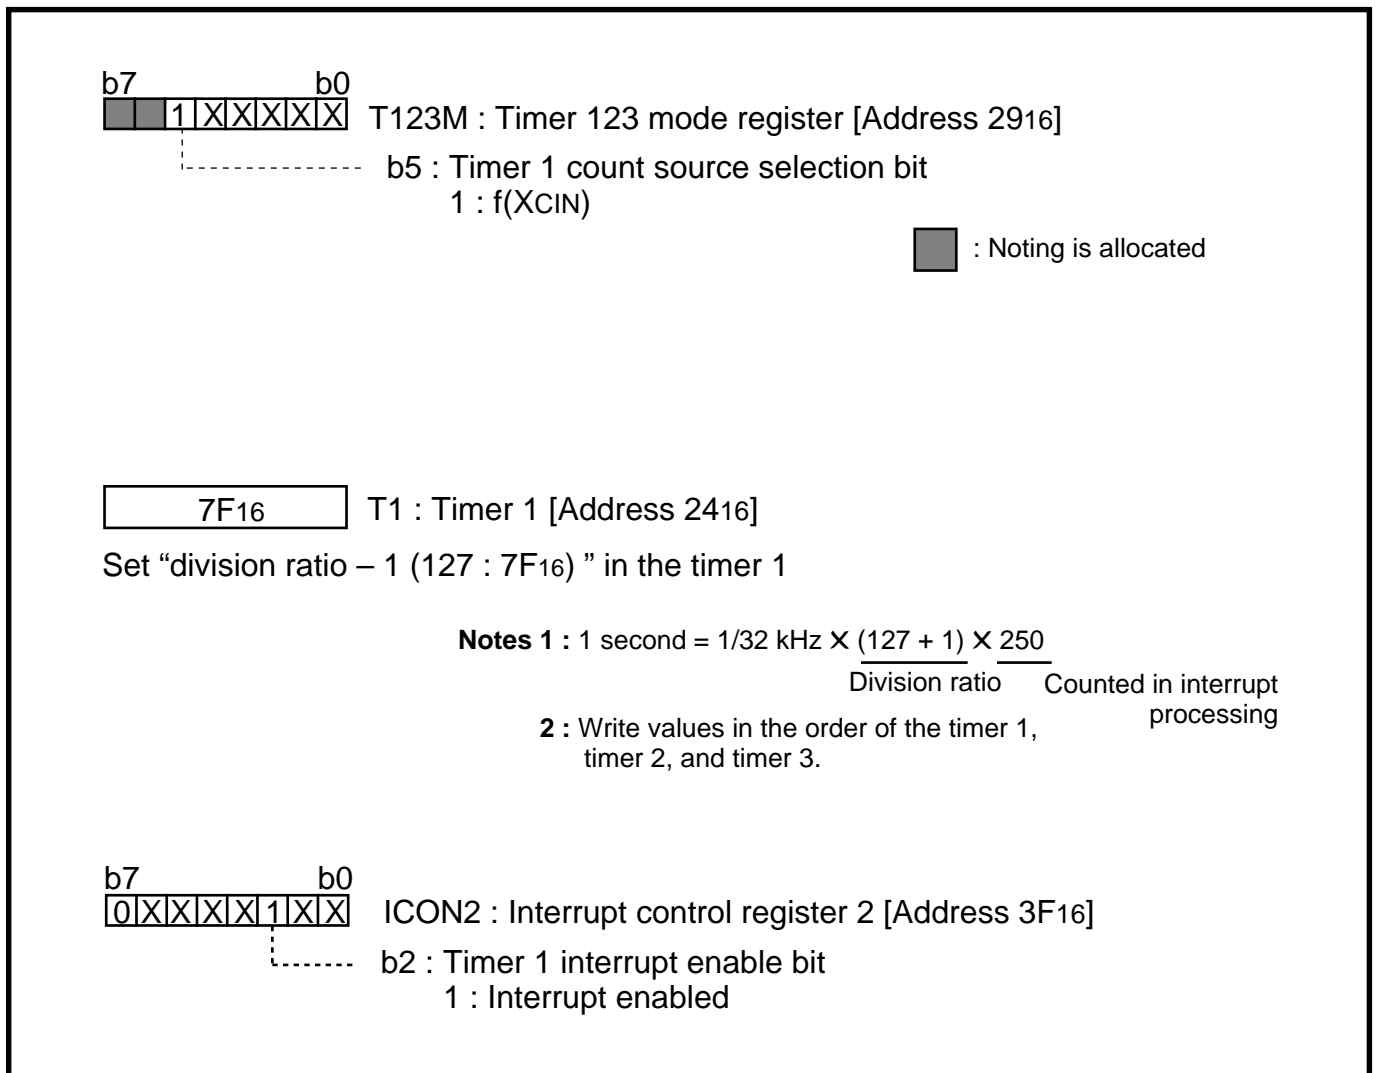 b7 b0
1 X X X X X T123M : Timer 123 mode register [Address 2916]
b5 : Timer 1 count source selection bit
1 : f(XCIN)
: Noting is allocated
7F16 T1 : Timer 1 [Address 2416]
Set “division ratio – 1 (127 : 7F16) ” in the timer 1
Notes 1 : 1 second = 1/32 kHz ✕ (127 + 1) ✕ 250
Division ratio Counted in interrupt
processing
2 : Write values in the order of the timer 1,
timer 2, and timer 3.
b7 b0
0 X X X X 1 X X ICON2 : Interrupt control register 2 [Address 3F16]
b2 : Timer 1 interrupt enable bit
1 : Interrupt enabled